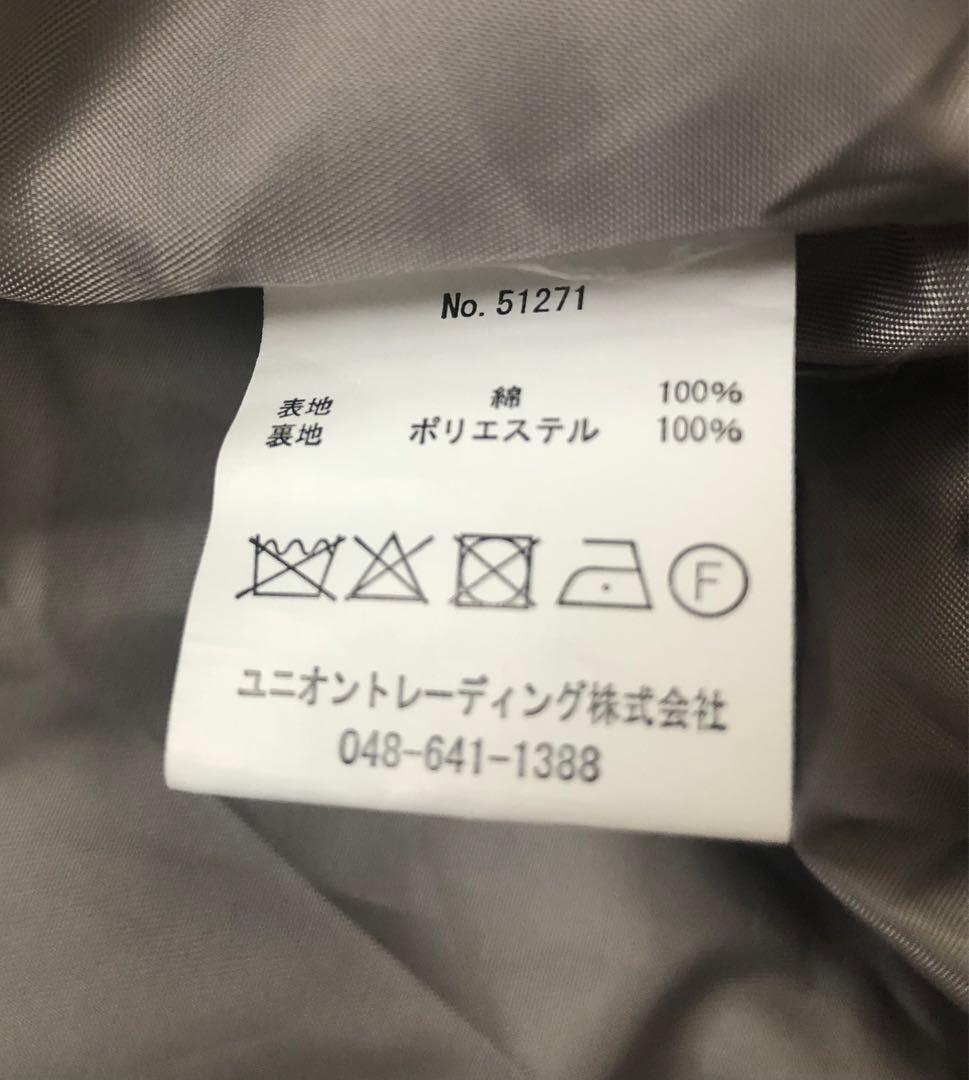 No. 51271
表地 綿 100%
裏地 ポリエステル 100%
F
ユニオントレーディング株式会社
048-641-1388